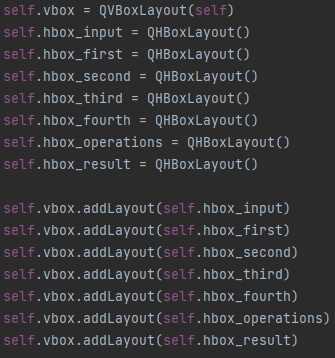 self.vbox = QVBoxLayout(self)
self.hbox_input = QHBoxLayout()
self.hbox_first = QHBoxLayout()
self.hbox_second = QHBoxLayout()
self.hbox_third = QHBoxLayout()
self.hbox_fourth = QHBoxLayout()
self.hbox_operations = QHBoxLayout()
self.hbox_result = QHBoxLayout()

self.vbox.addLayout(self.hbox_input)
self.vbox.addLayout(self.hbox_first)
self.vbox.addLayout(self.hbox_second)
self.vbox.addLayout(self.hbox_third)
self.vbox.addLayout(self.hbox_fourth)
self.vbox.addLayout(self.hbox_operations)
self.vbox.addLayout(self.hbox_result)